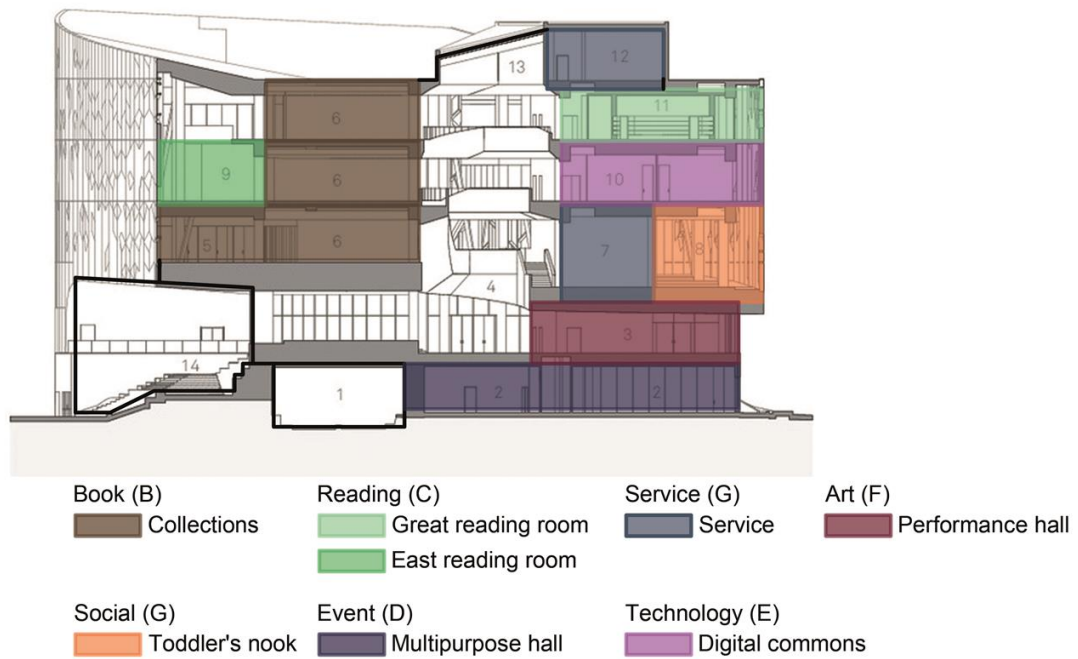 12
13
6
11
9
6
10
5
6
7
8
4
3
14
1
2
2
Book (B)
Reading (C)
Service (G)
Art (F)
Collections
Great reading room
Service
Performance hall
East reading room
Social (G)
Event (D)
Technology (E)
Toddler's nook
Multipurpose hall
Digital commons